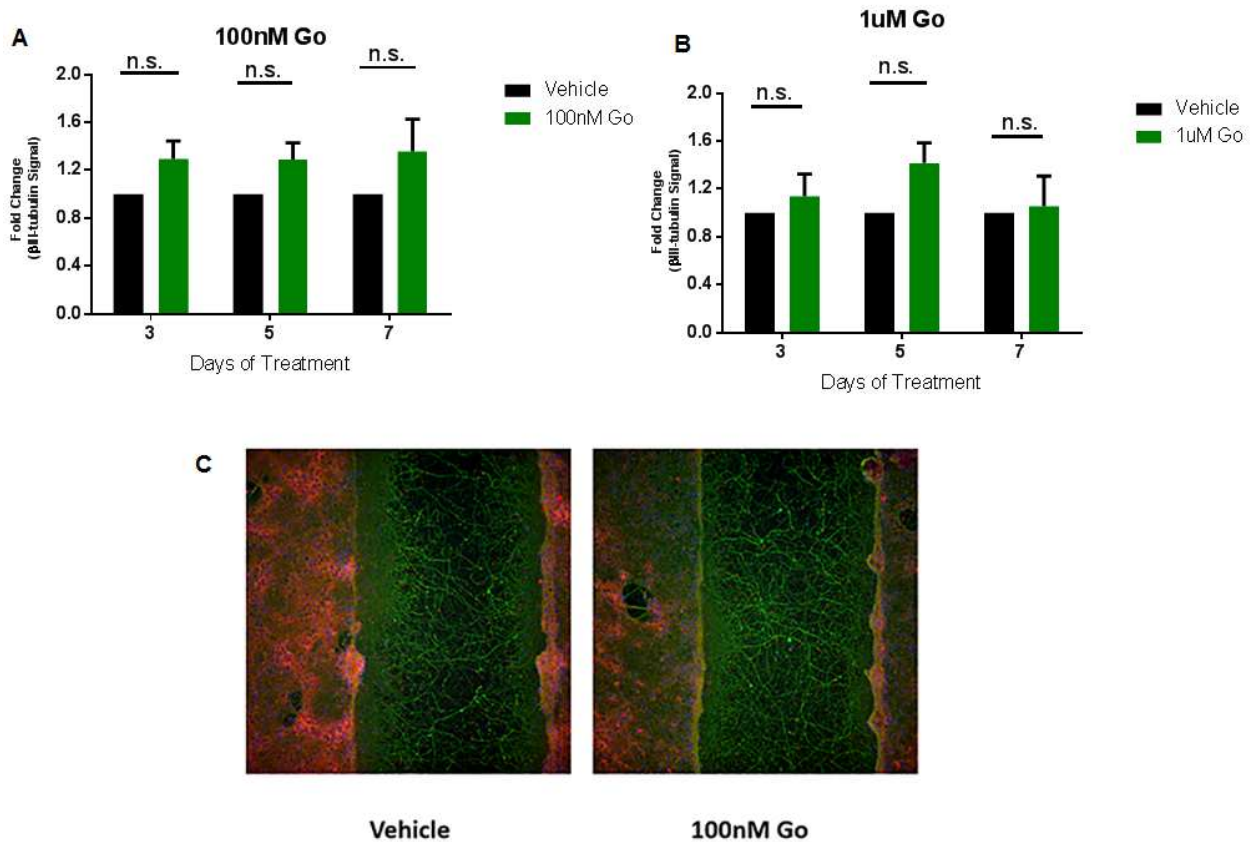 A
100nM Go
n.s.
n.s.
n.s.
2.0
1.6
1.2
0.8
0.4
0.0
Fold Change
(βIII-tubulin Signal)
3
5
7
Days of Treatment
Vehicle
100nM Go
B
1uM Go
n.s.
n.s.
n.s.
2.0
1.6
1.2
0.8
0.4
0.0
Fold Change
(βIII-tubulin Signal)
3
5
7
Days of Treatment
Vehicle
1uM Go
C
Vehicle
100nM Go